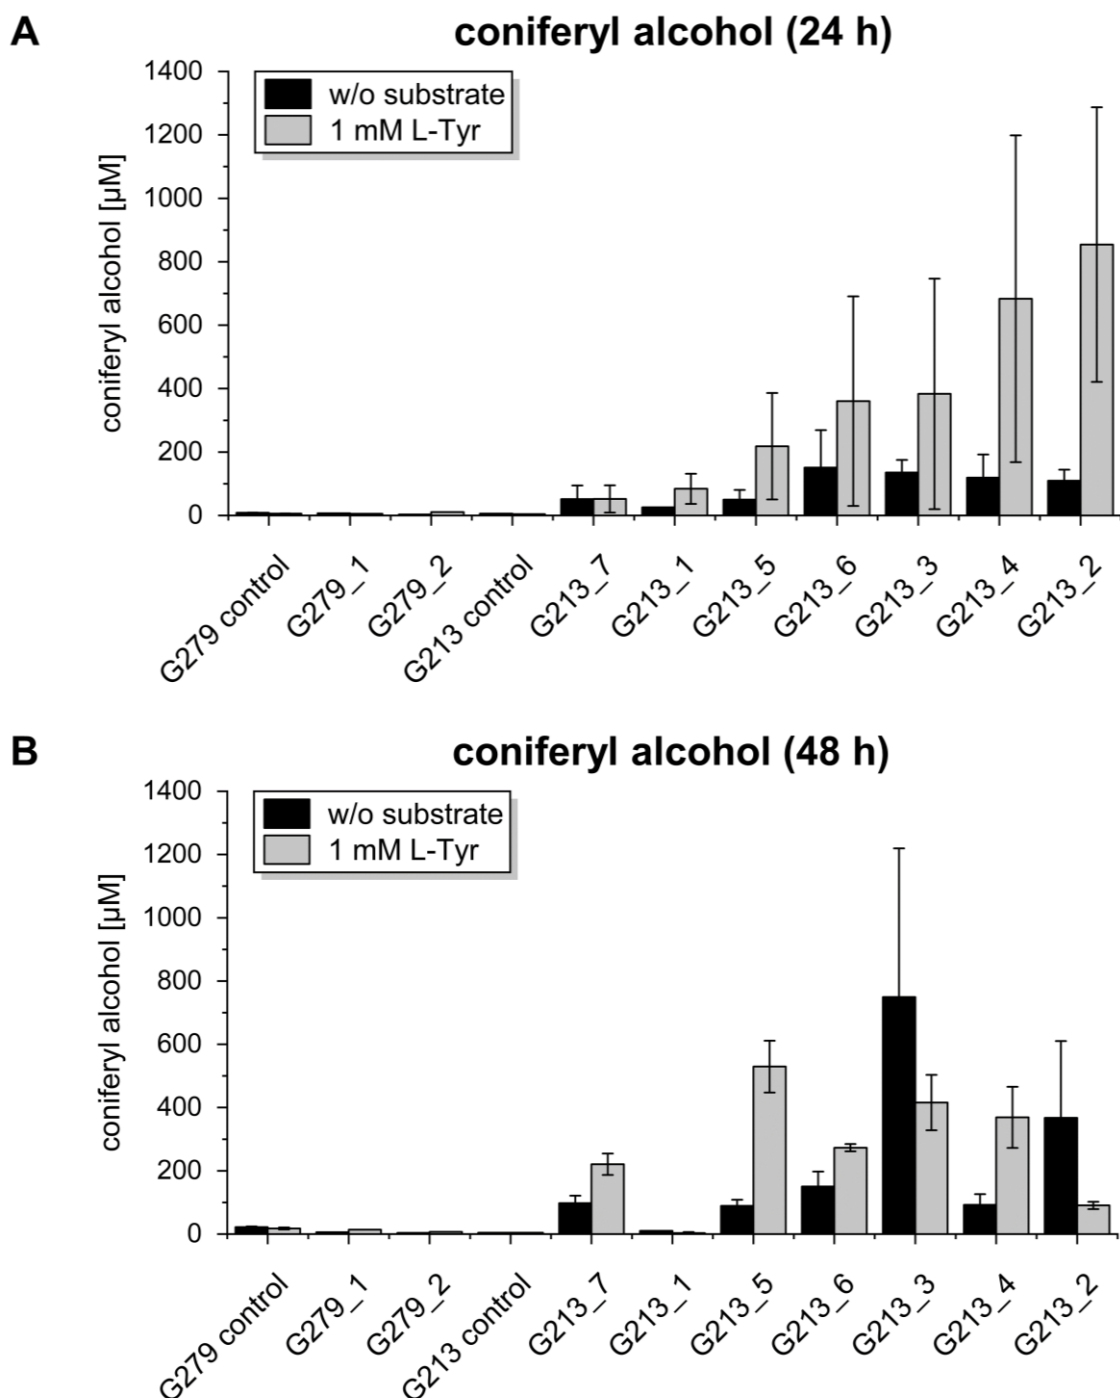 A
coniferyl alcohol (24 h)
w/o substrate
1 mM L-Tyr
coniferyl alcohol [µM]
1400
1200
1000
800
600
400
200
0
G279 control
G279_1
G279_2
G213 control
G213_7
G213_1
G213_5
G213_6
G213_3
G213_4
G213_2
B
coniferyl alcohol (48 h)
w/o substrate
1 mM L-Tyr
coniferyl alcohol [µM]
1400
1200
1000
800
600
400
200
0
G279 control
G279_1
G279_2
G213 control
G213_7
G213_1
G213_5
G213_6
G213_3
G213_4
G213_2